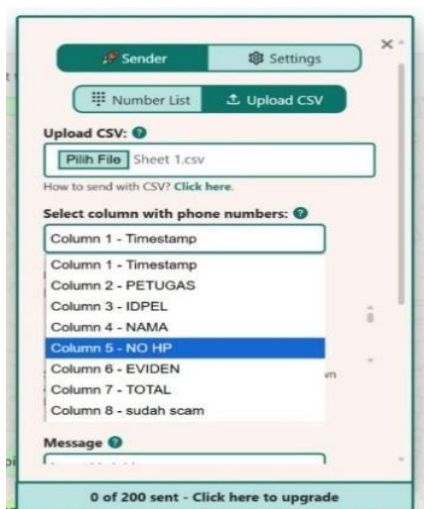 Sender
Settings
Number List
Upload CSV
Upload CSV:
Pilih File Sheet 1.csv
How to send with CSV? Click here.
Select column with phone numbers:
Column 1 - Timestamp
Column 1 - Timestamp
Column 2 - PETUGAS
Column 3 - IDPEL
Column 4 - NAMA
Column 5 - NO HP
Column 6 - EVIDEN
Column 7 - TOTAL
Column 8 - sudah scam
Message
0 of 200 sent - Click here to upgrade